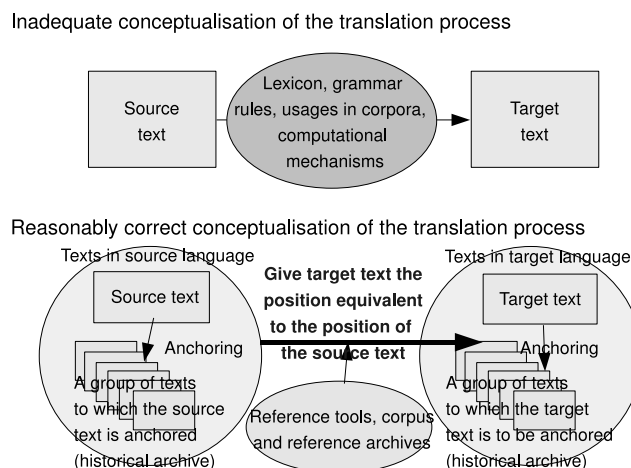 Inadequate conceptualisation of the translation process
Source
text
Lexicon, grammar
rules, usages in corpora,
computational
mechanisms
Target
text
Reasonably correct conceptualisation of the translation process
Texts in source language
Source text
Anchoring
A group of texts
to which the source
text is anchored
(historical archive)
Give target text the
position equivalent
to the position of
the source text
Reference tools, corpus
and reference archives
Texts in target language
Target text
Anchoring
A group of texts
to which the target
text is to be anchored
(historical archive)